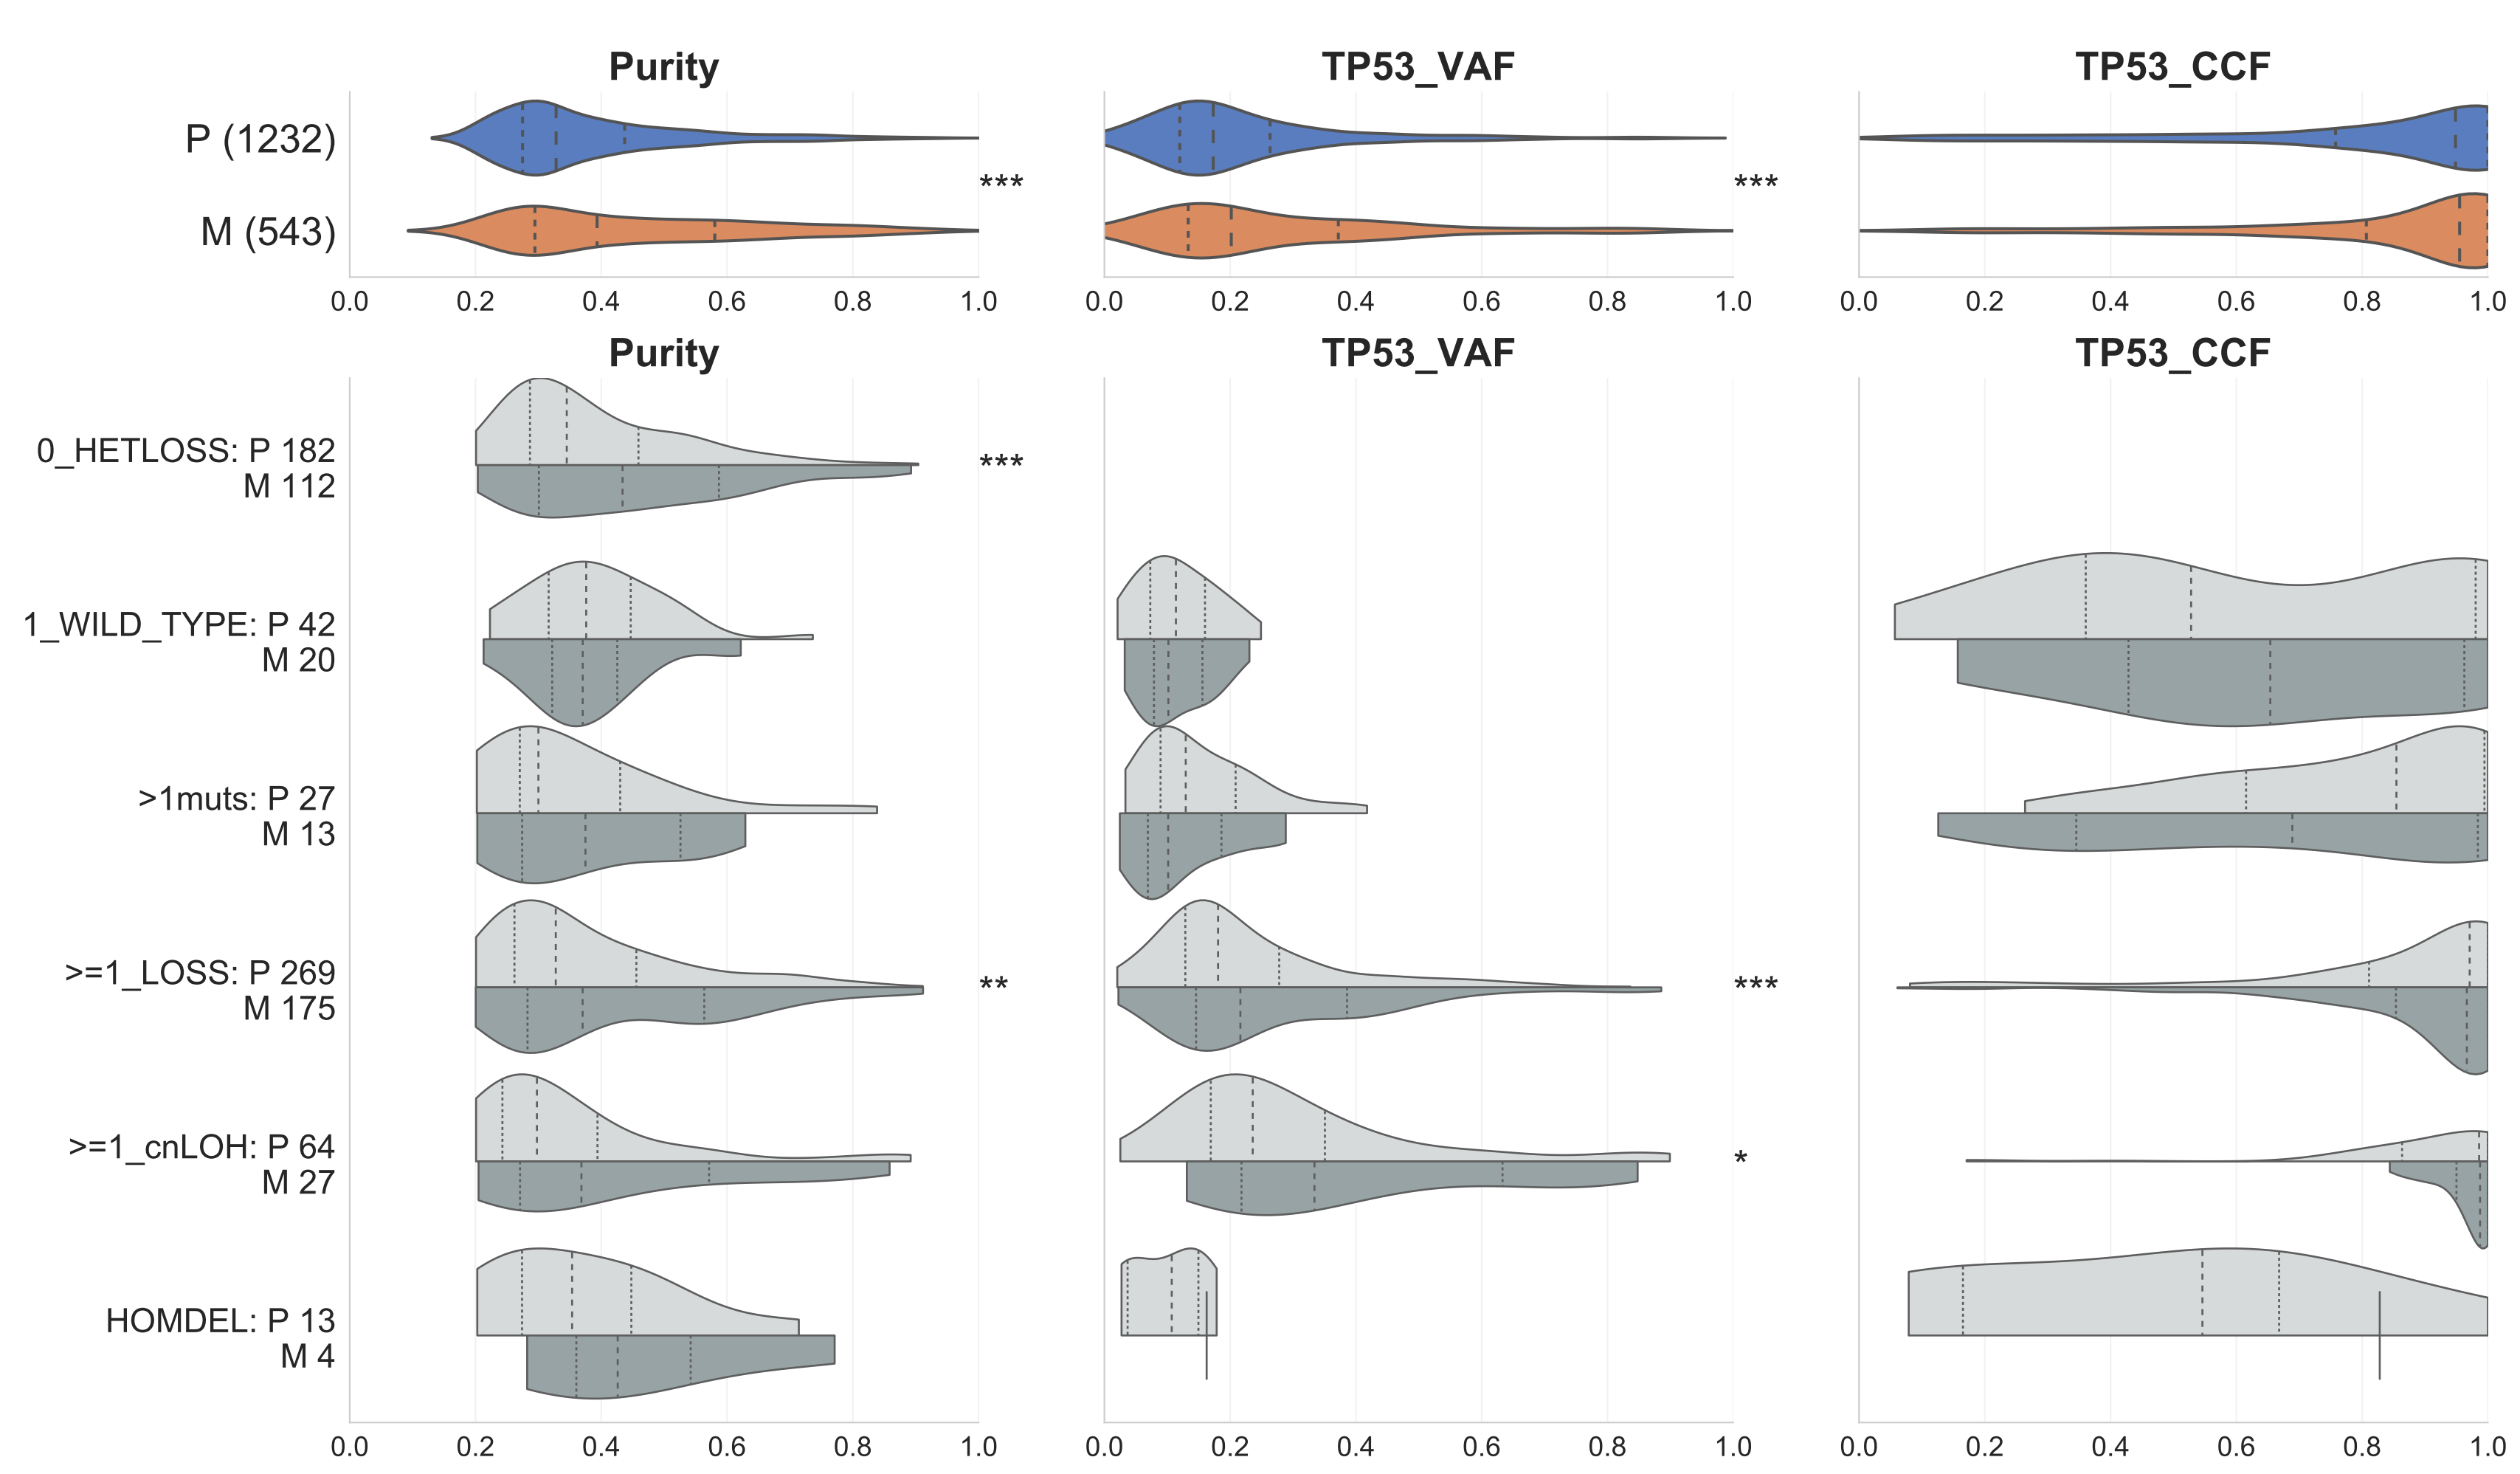 Purity TP53_VAF TP53_CCF
P (1232)
*** ***
M (543)
0.0 0.2 0.4 0.6 0.8 1.0 0.0 0.2 0.4 0.6 0.8 1.0 0.0 0.2 0.4 0.6 0.8 1.0
Purity TP53_VAF TP53_CCF
0_HETLOSS: P 182
***
M 112
1_WILD_TYPE: P 42
M 20
>1muts: P 27
M 13
>=1_LOSS: P 269
** ***
M 175
>=1_cnLOH: P 64
*
M 27
HOMDEL: P 13
M 4
0.0 0.2 0.4 0.6 0.8 1.0 0.0 0.2 0.4 0.6 0.8 1.0 0.0 0.2 0.4 0.6 0.8 1.0